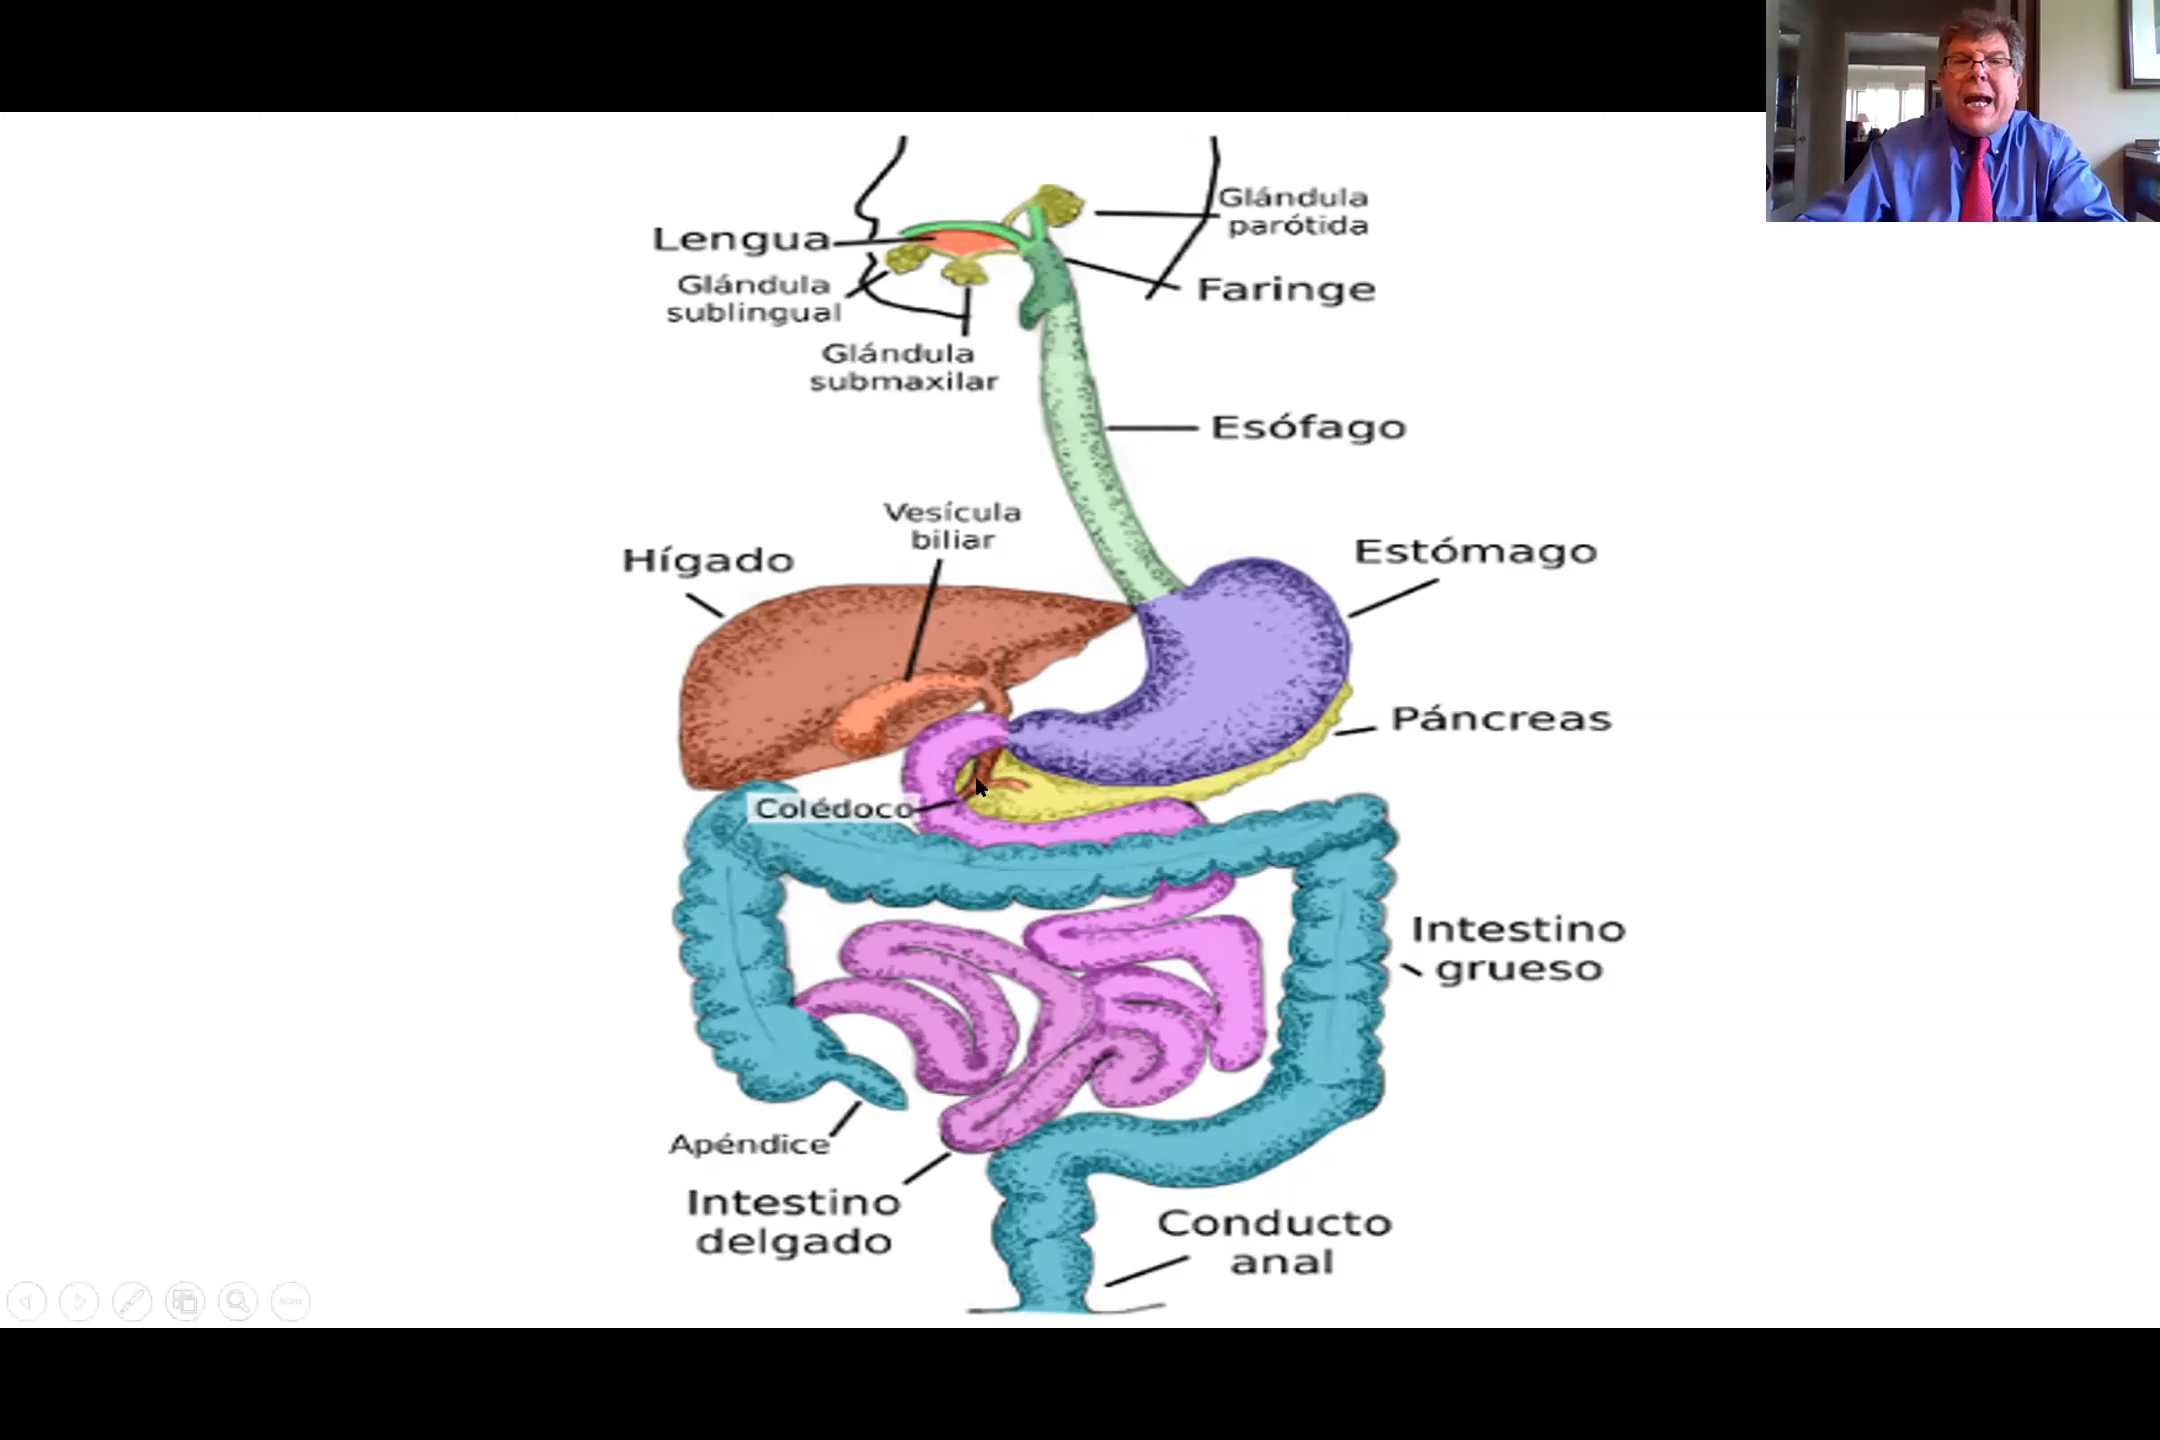 Glándula
parótida
Lengua
Glándula
sublingual
Faringe
Glándula
submaxilar
Esófago
Vesícula
biliar
Hígado
Estómago
Páncreas
Colédoco
Intestino
grueso
Apéndice
Intestino
delgado
Conducto
anal